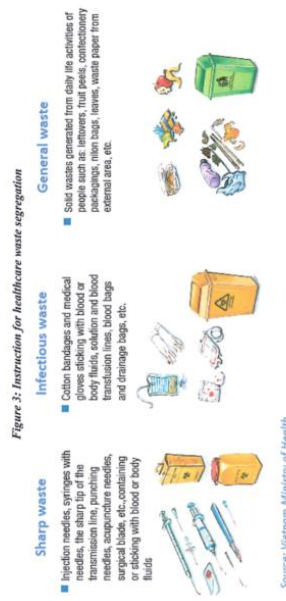 Figure 3: Instruction for healthcare waste segregation
Sharp waste
Injection needles, syringes with
needles, the sharp tip of the
transmission line, punching
needles, acupuncture needles,
surgical blade, etc.,containing
or sticking with blood or body
fluids
Infectious waste
Cotton bandages and medical
gloves sticking with blood or
body fluids, solution and blood
transfusion lines, blood bags
and drainage bags, etc.
General waste
Solid wastes generated from daily life activities of
people such as: leftovers, fruit peels, confectionery
packagings, nilon bags, leaves, waste paper from
external area, etc.
Source: Vietnam Ministry of Health